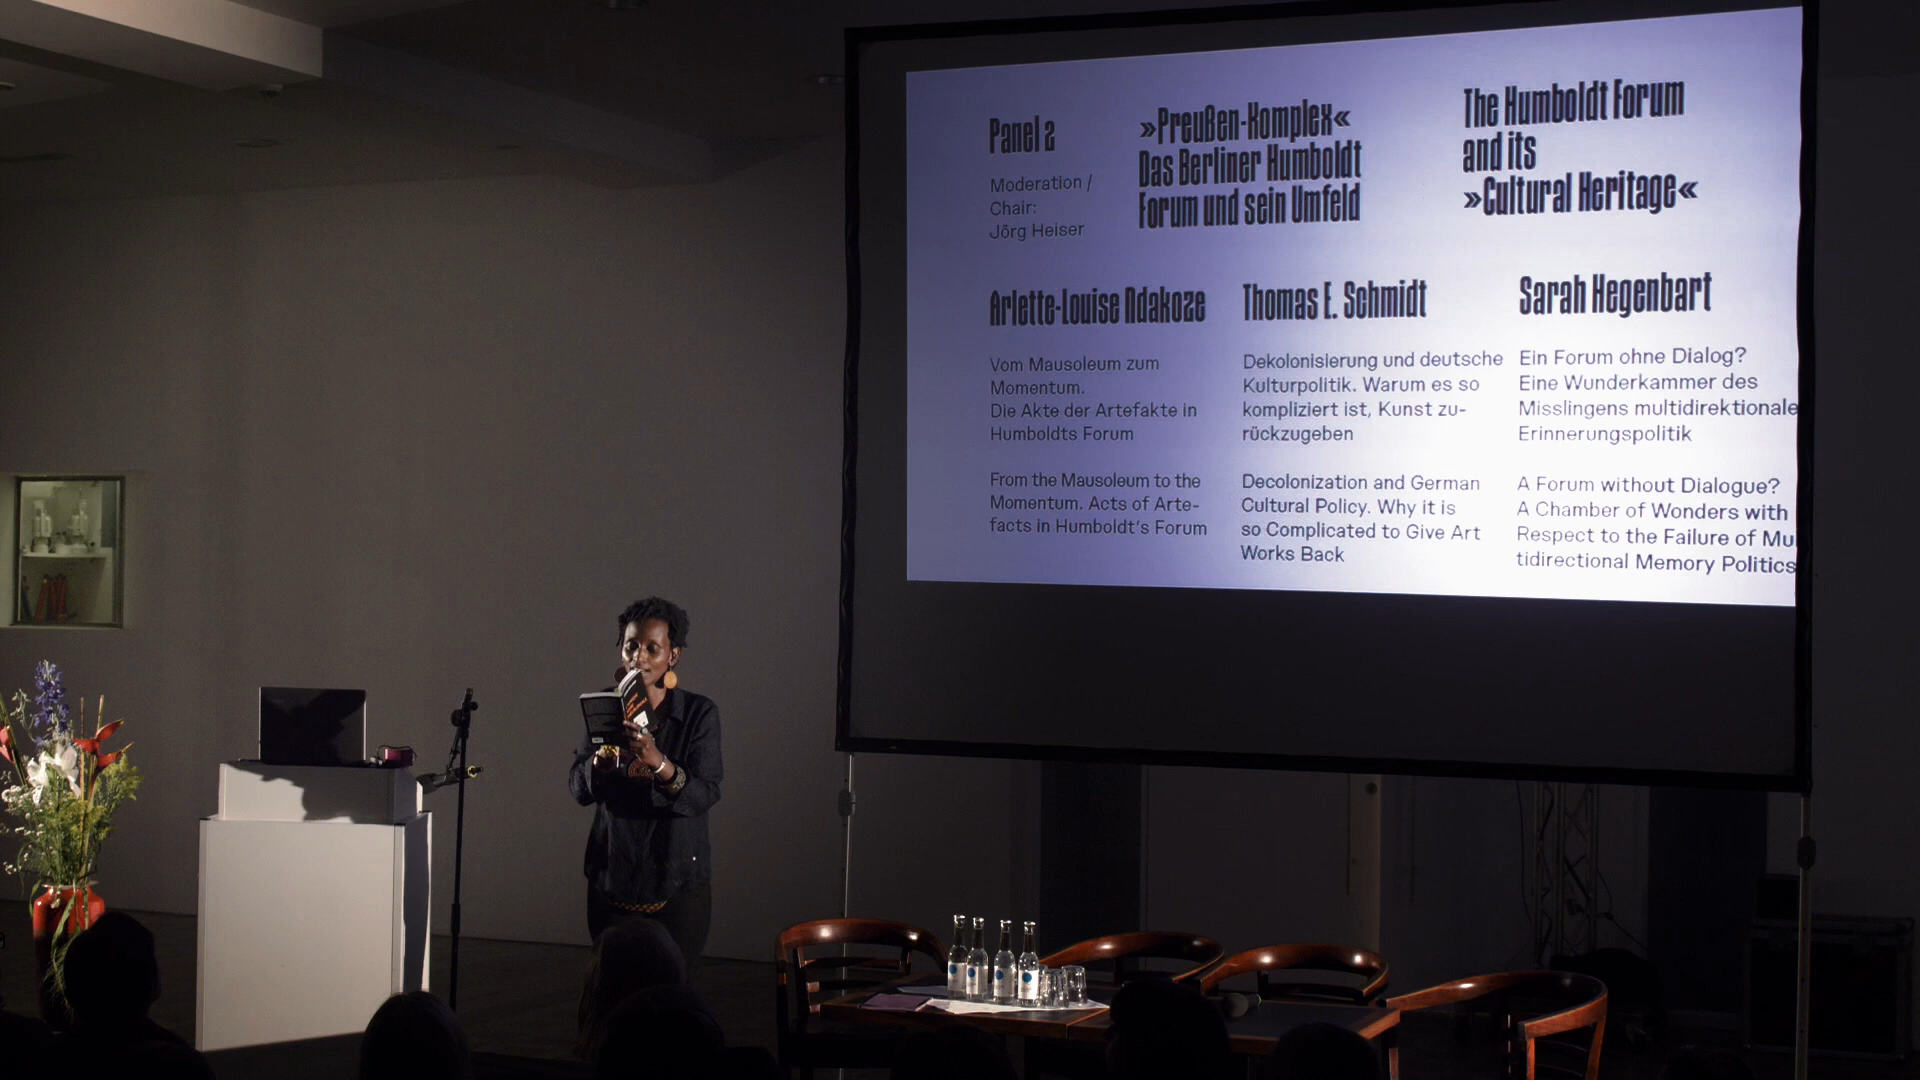 Panel 2
Moderation /
Chair:
Jörg Heiser
»Preußen-Komplex«
Das Berliner Humboldt
Forum und sein Umfeld
The Humboldt Forum
and its
»Cultural Heritage«
Arlette-Louise Ndakoze
Vom Mausoleum zum
Momentum.
Die Akte der Artefakte in
Humboldts Forum
From the Mausoleum to the
Momentum. Acts of Arte-
facts in Humboldt's Forum
Thomas E. Schmidt
Dekolonisierung und deutsche
Kulturpolitik. Warum es so
kompliziert ist, Kunst zu-
rückzugeben
Decolonization and German
Cultural Policy. Why it is
so Complicated to Give Art
Works Back
Sarah Hegenbart
Ein Forum ohne Dialog?
Eine Wunderkammer des
Misslingens multidirektionale
Erinnerungspolitik
A Forum without Dialogue?
A Chamber of Wonders with
Respect to the Failure of Mu
tidirectional Memory Politics